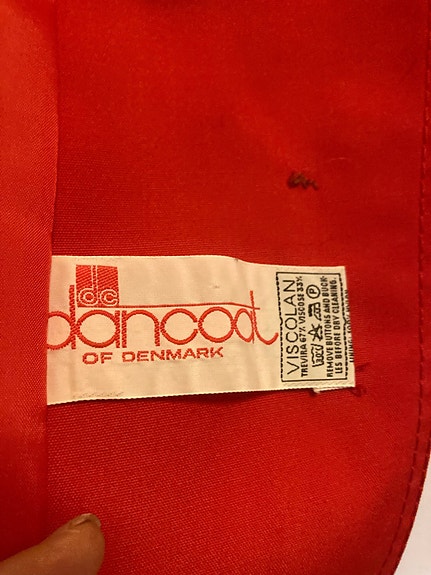 dc
dancoat
OF DENMARK
VISCOLAN
TREVIRA 67% VISCOSE 33%
P
REMOVE BUTTONS AND BUCK-
LES BEFORE DRY CLEANING.